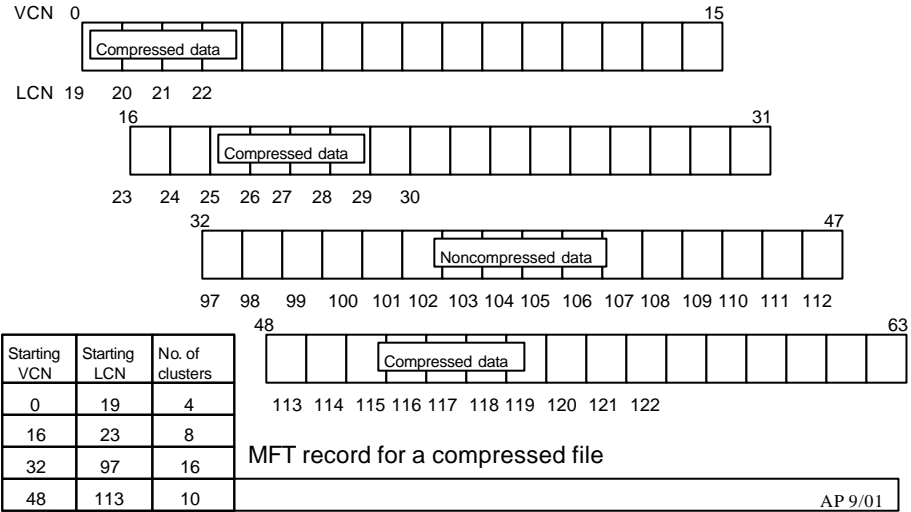 VCN 0 15
Compressed data
LCN 19 20 21 22
16 31
Compressed data
23 24 25 26 27 28 29 30
32 47
Noncompressed data
97 98 99 100 101 102 103 104 105 106 107 108 109 110 111 112
48 63
Compressed data
113 114 115 116 117 118 119 120 121 122
Starting VCN Starting LCN No. of clusters
0 19 4
16 23 8
32 97 16
48 113 10
MFT record for a compressed file
AP 9/01